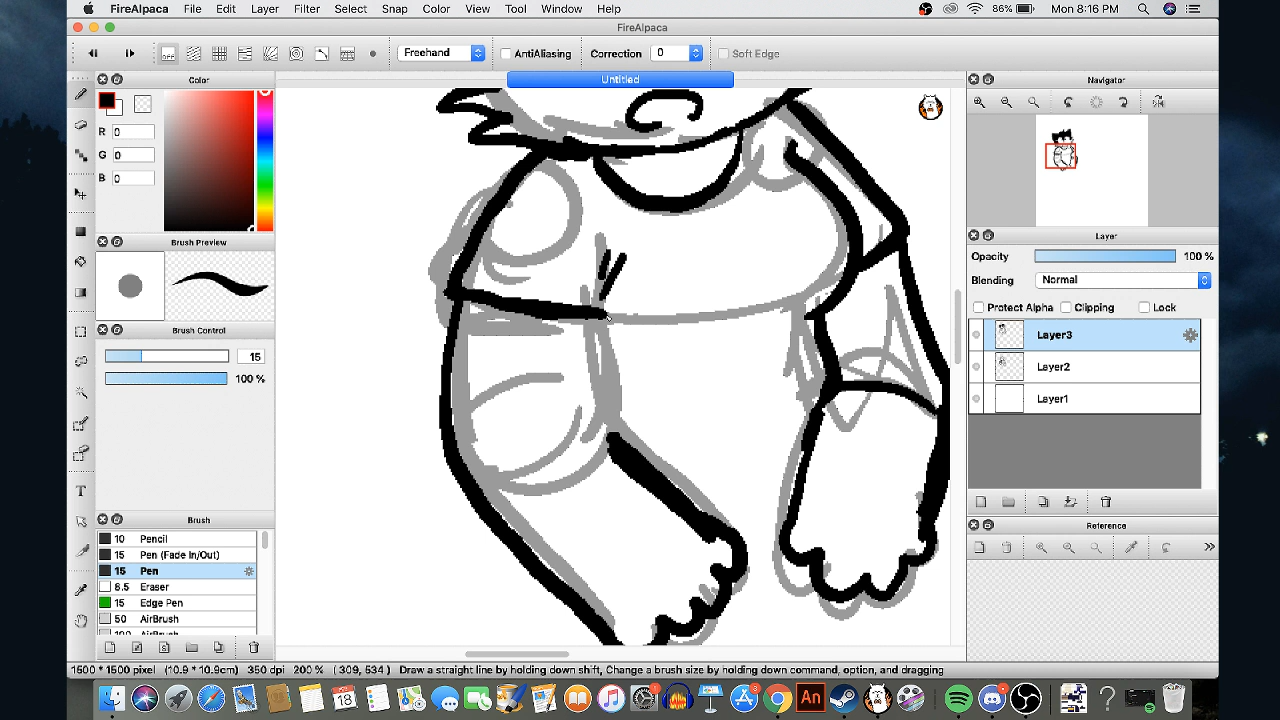 FireAlpaca File Edit Layer Filter Select Snap Color View Tool Window Help 86% Mon 8:16 PM
FireAlpaca
OFF Freehand AntiAliasing Correction 0 Soft Edge
Color Untitled Navigator
R 0
G 0
B 0
Brush Preview
Layer
Opacity 100 %
Blending Normal
Protect Alpha Clipping Lock
Brush Control
15
100 %
Layer3
Layer2
Layer1
Brush
Reference
10 Pencil
15 Pen (Fade In/Out)
15 Pen
8.5 Eraser
15 Edge Pen
50 AirBrush
100 AirBrush
T
1500 * 1500 pixel (10.9 * 10.9cm) 350 dpi 200 % ( 309, 534 ) Draw a straight line by holding down shift, Change a brush size by holding down command, option, and dragging
18
An